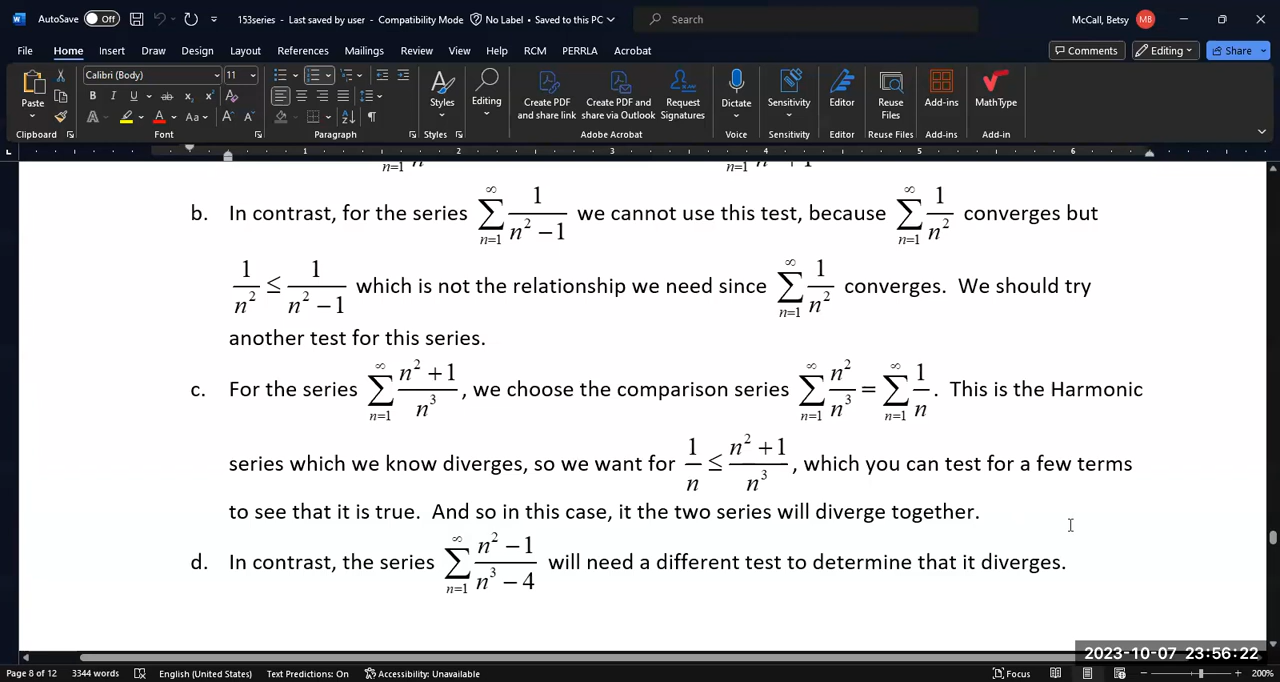 AutoSave Off 153series - Last saved by user - Compatibility Mode No Label • Saved to this PC Search McCall, Betsy MB
File Home Insert Draw Design Layout References Mailings Review View Help RCM PERRLA Acrobat Comments Editing Share
Calibri (Body) 11
Paste Styles Editing Create PDF and share link Create PDF and share via Outlook Request Signatures Dictate Sensitivity Editor Reuse Files Add-ins MathType
Clipboard Font Paragraph Styles Adobe Acrobat Voice Sensitivity Editor Reuse Files Add-ins Add-in
1 2 3 4 5 6
b. In contrast, for the series ∑_{n=1}^{∞} 1/(n² − 1) we cannot use this test, because ∑_{n=1}^{∞} 1/n² converges but
1/n² ≤ 1/(n² − 1) which is not the relationship we need since ∑_{n=1}^{∞} 1/n² converges. We should try
another test for this series.
c. For the series ∑_{n=1}^{∞} (n² + 1)/n³, we choose the comparison series ∑_{n=1}^{∞} n²/n³ = ∑_{n=1}^{∞} 1/n. This is the Harmonic
series which we know diverges, so we want for 1/n ≤ (n² + 1)/n³, which you can test for a few terms
to see that it is true. And so in this case, it the two series will diverge together.
d. In contrast, the series ∑_{n=1}^{∞} (n² − 1)/(n³ − 4) will need a different test to determine that it diverges.
2023-10-07 23:56:22
Page 8 of 12 3344 words English (United States) Text Predictions: On Accessibility: Unavailable Focus 200%